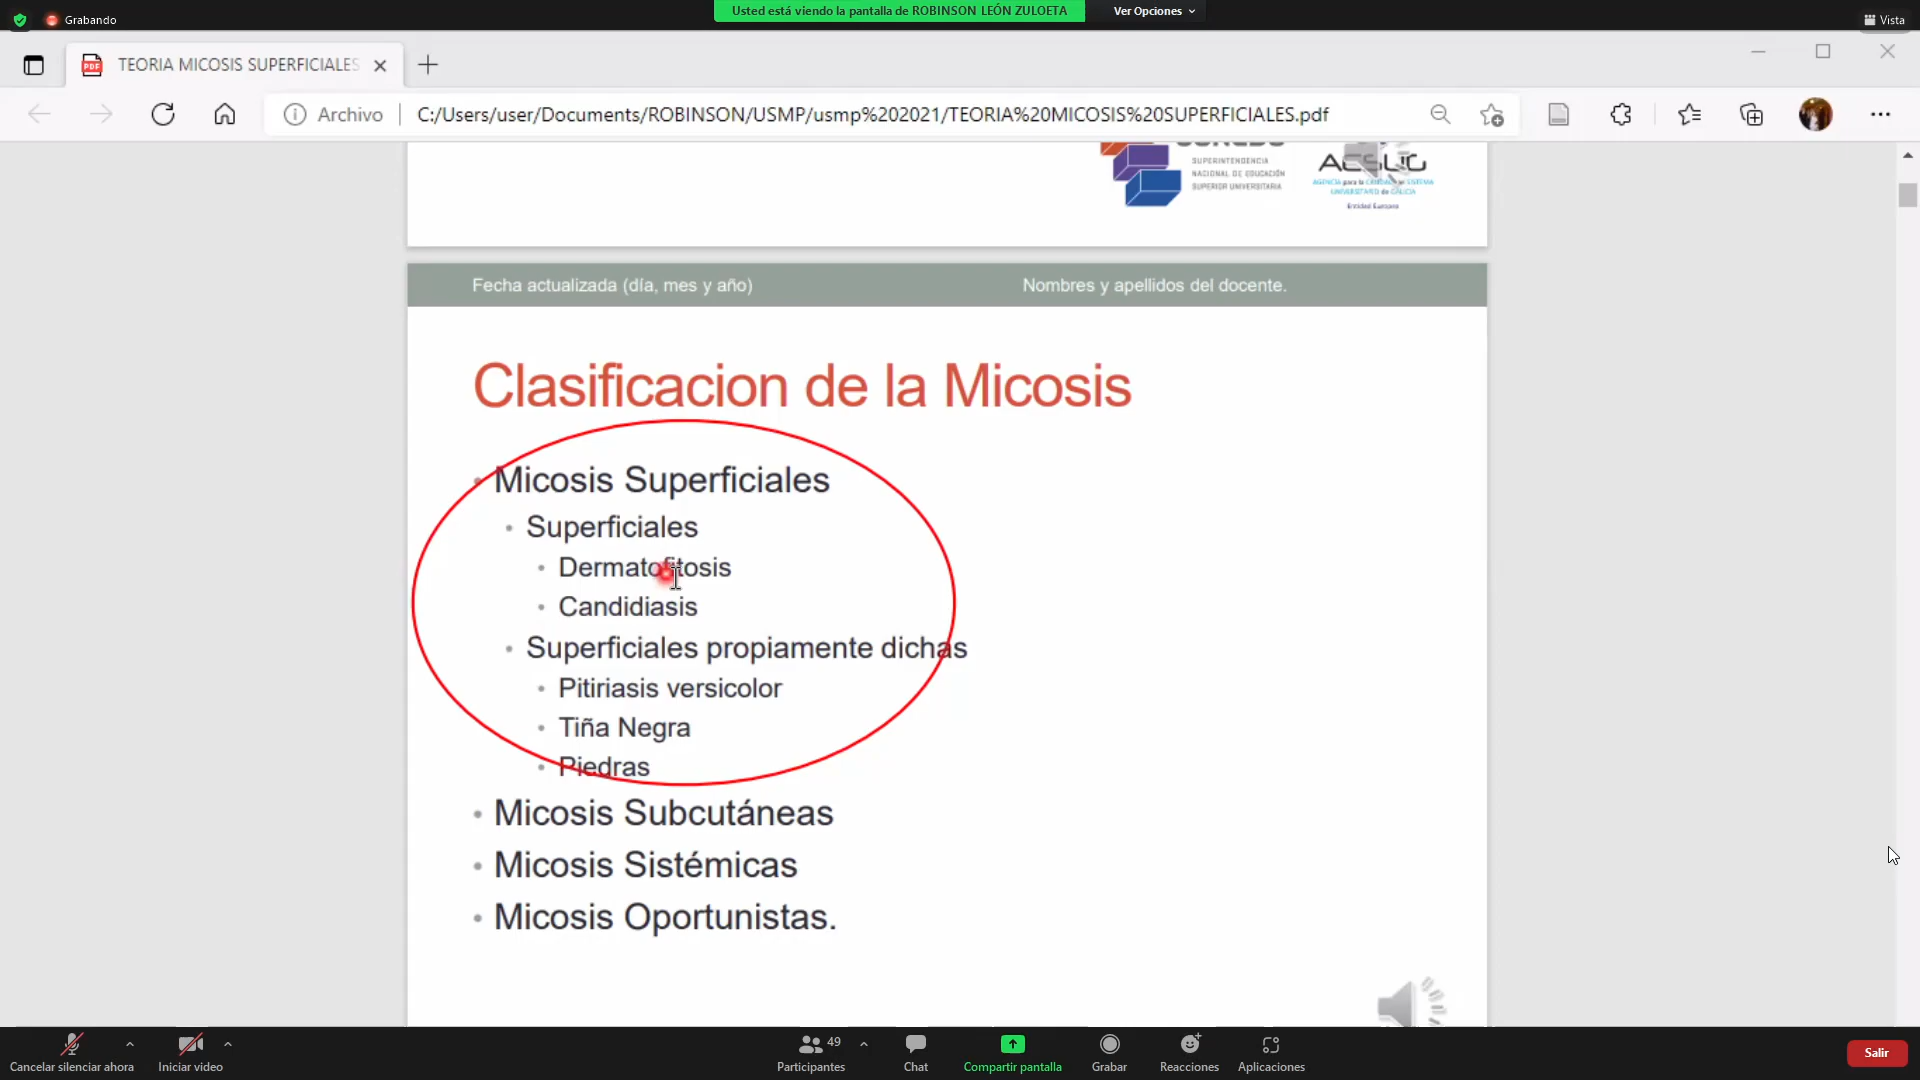 Grabando
Usted está viendo la pantalla de ROBINSON LEÓN ZULOETA
Ver Opciones
Vista
TEORIA MICOSIS SUPERFICIALES
Archivo
C:/Users/user/Documents/ROBINSON/USMP/usmp%202021/TEORIA%20MICOSIS%20SUPERFICIALES.pdf
SUPERINTENDENCIA
NACIONAL DE EDUCACIÓN
SUPERIOR UNIVERSITARIA
Entidad Europea
Fecha actualizada (día, mes y año)
Nombres y apellidos del docente.
Clasificacion de la Micosis
• Micosis Superficiales
• Superficiales
• Dermatofitosis
• Candidiasis
• Superficiales propiamente dichas
• Pitiriasis versicolor
• Tiña Negra
• Piedras
• Micosis Subcutáneas
• Micosis Sistémicas
• Micosis Oportunistas.
Cancelar silenciar ahora
Iniciar video
49
Participantes
Chat
Compartir pantalla
Grabar
Reacciones
Aplicaciones
Salir